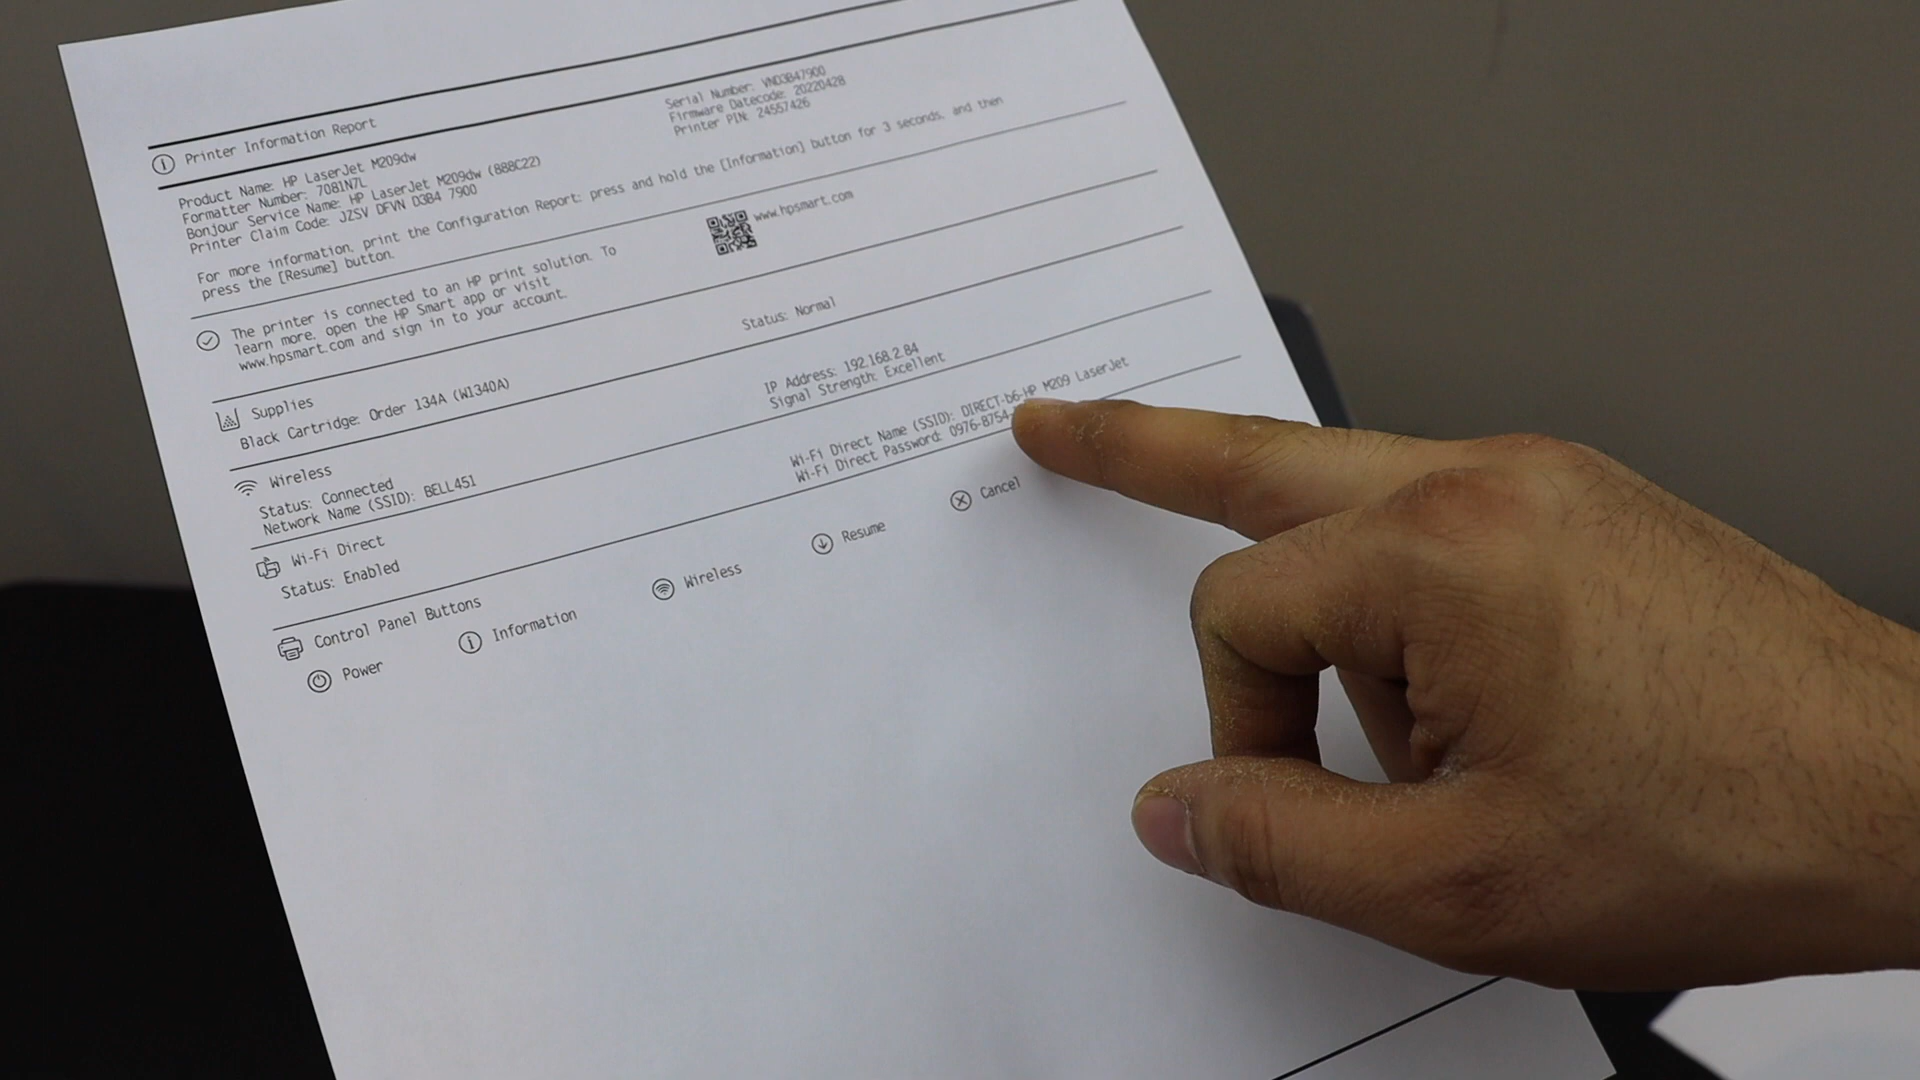 Printer Information Report
Product Name: HP LaserJet M209dw
Formatter Number: 7081N7L
Bonjour Service Name: HP LaserJet M209dw (888C22)
Printer Claim Code: JZSV DFVN D3B4 7900
Serial Number: VND3B47900
Firmware Datecode: 20220428
Printer PIN: 24557426
For more information, print the Configuration Report: press and hold the [Information] button for 3 seconds, and then
press the [Resume] button.
The printer is connected to an HP print solution. To
learn more, open the HP Smart app or visit
www.hpsmart.com and sign in to your account.
www.hpsmart.com
Supplies
Black Cartridge: Order 134A (W1340A)
Status: Normal
Wireless
Status: Connected
Network Name (SSID): BELL451
IP Address: 192.168.2.84
Signal Strength: Excellent
Wi-Fi Direct
Status: Enabled
Wi-Fi Direct Name (SSID): DIRECT-b6-HP M209 LaserJet
Wi-Fi Direct Password: 0976-8754-
Control Panel Buttons
Power
Information
Wireless
Resume
Cancel